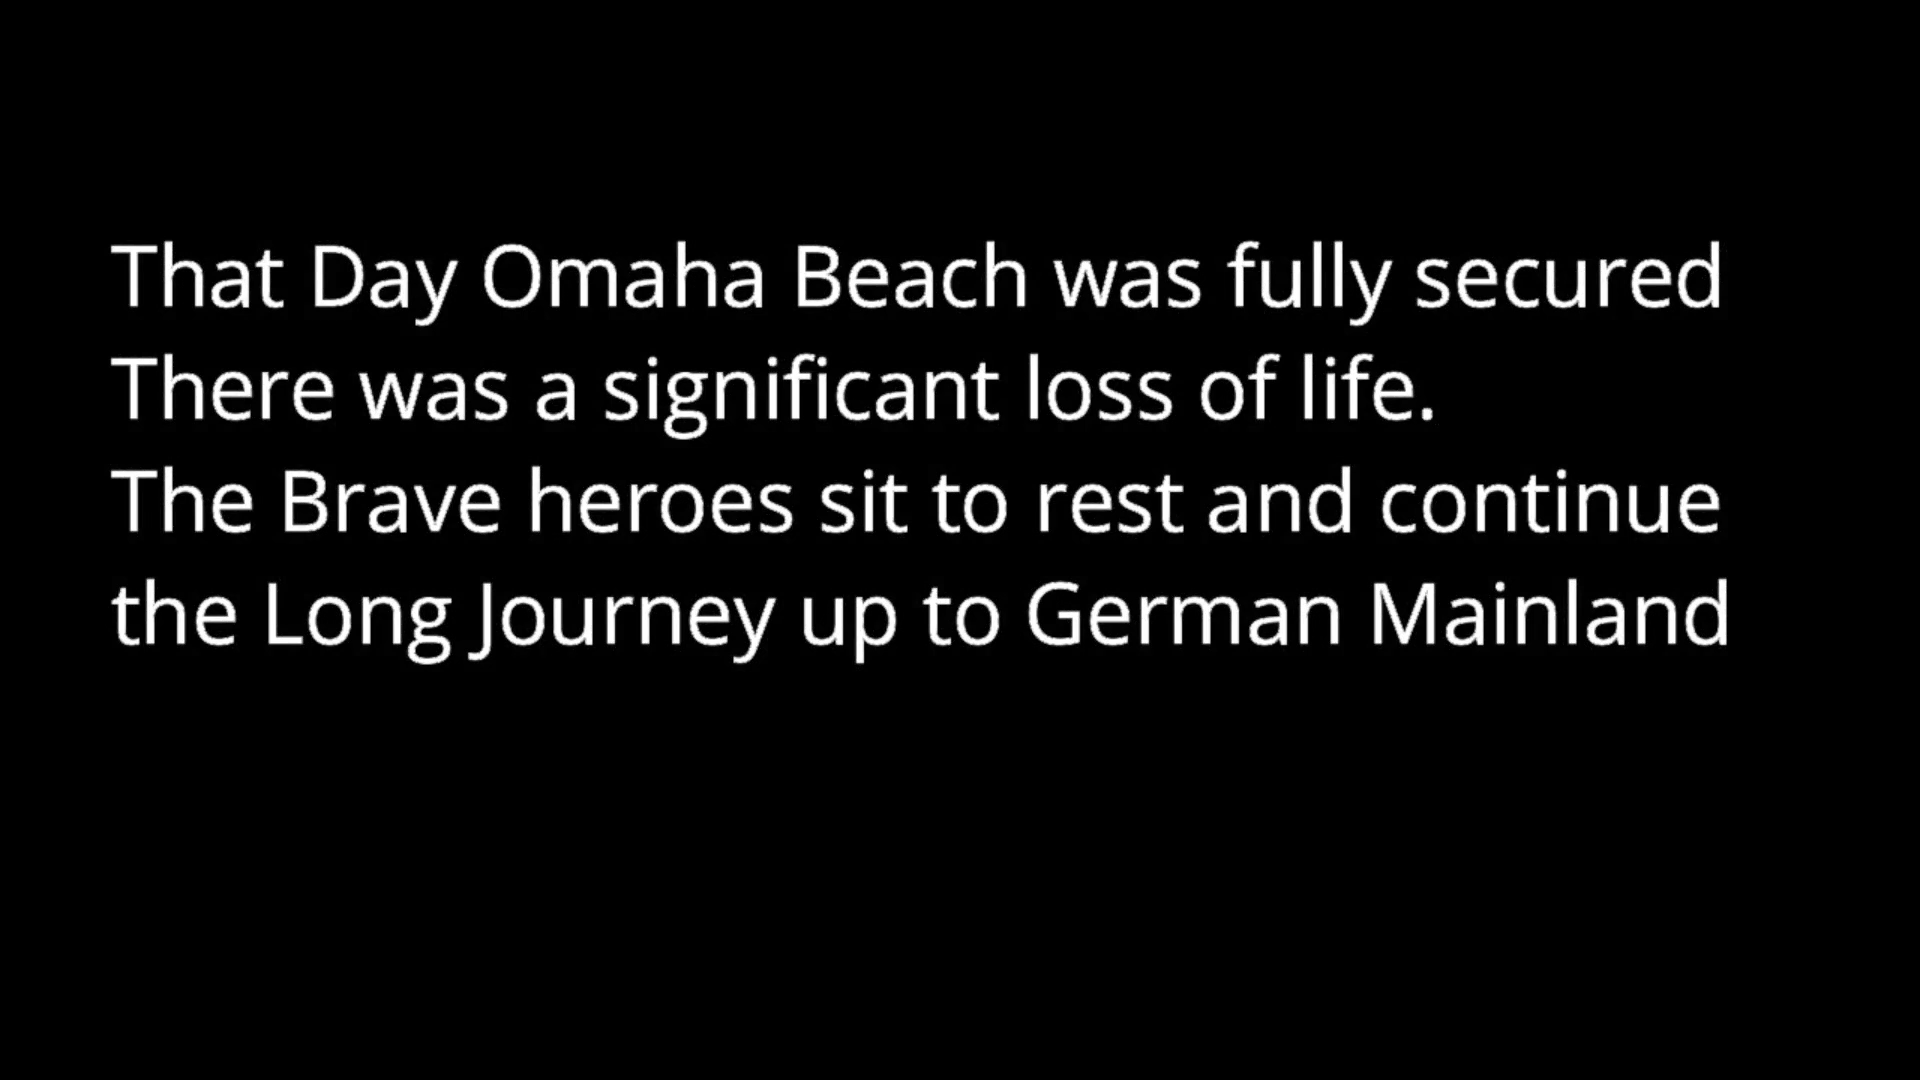 That Day Omaha Beach was fully secured
There was a significant loss of life.
The Brave heroes sit to rest and continue
the Long Journey up to German Mainland